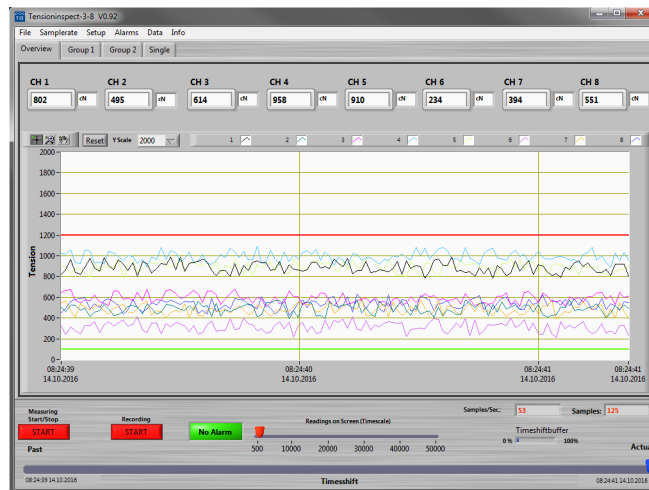 Tensioninspect-3-8 V0.92
File Samplerate Setup Alarms Data Info
Overview Group 1 Group 2 Single
CH 1 CH 2 CH 3 CH 4 CH 5 CH 6 CH 7 CH 8
802 cN 495 cN 614 cN 958 cN 910 cN 234 cN 394 cN 551 cN
Reset Y Scale 2000 1 2 3 4 5 6 7 8
Tension
2000
1800
1600
1400
1200
1000
800
600
400
200
0
08:24:39 08:24:40 08:24:41 08:24:41
14.10.2016 14.10.2016 14.10.2016 14.10.2016
Samples/Sec.: 53 Samples: 125
Measuring
Start/Stop Recording
START START No Alarm
Readings on Screen (Timescale)
500 10000 20000 30000 40000 50000
Timeshiftbuffer
0 % 100%
Past Actua
08:24:39 14.10.2016 Timesshift 08:24:41 14.10.2016